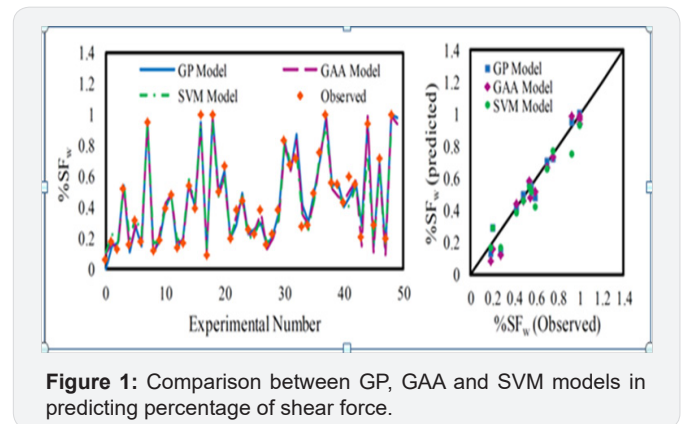 1.4
1.2
1
0.8
0.6
0.4
0.2
0
%SFw
GP Model
GAA Model
SVM Model
Observed
0 10 20 30 40 50
Experimental Number
1.4
1.2
1
0.8
0.6
0.4
0.2
0
%SFw (predicted)
GP Model
GAA Model
SVM Model
0 0.2 0.4 0.6 0.8 1 1.2 1.4
%SFw (Observed)
Figure 1: Comparison between GP, GAA and SVM models in
predicting percentage of shear force.